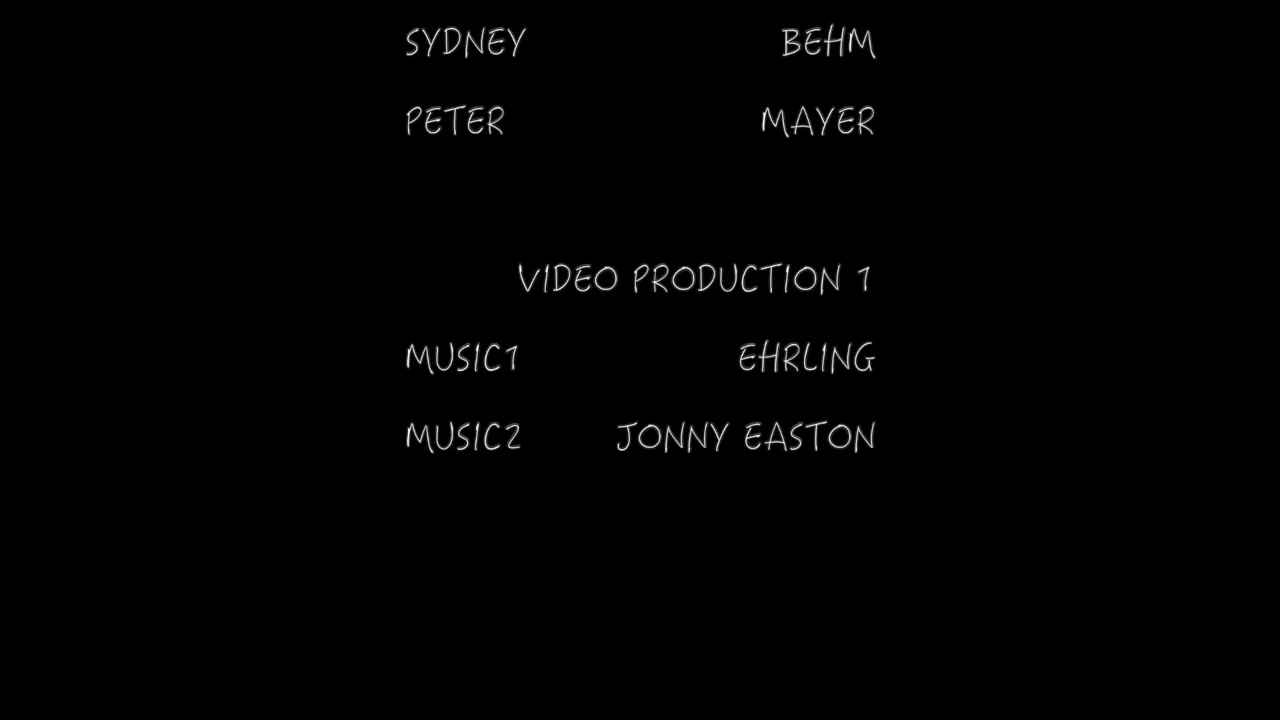 SYDNEY BEHM
PETER MAYER
VIDEO PRODUCTION 1
MUSIC1 EHRLING
MUSIC2 JONNY EASTON